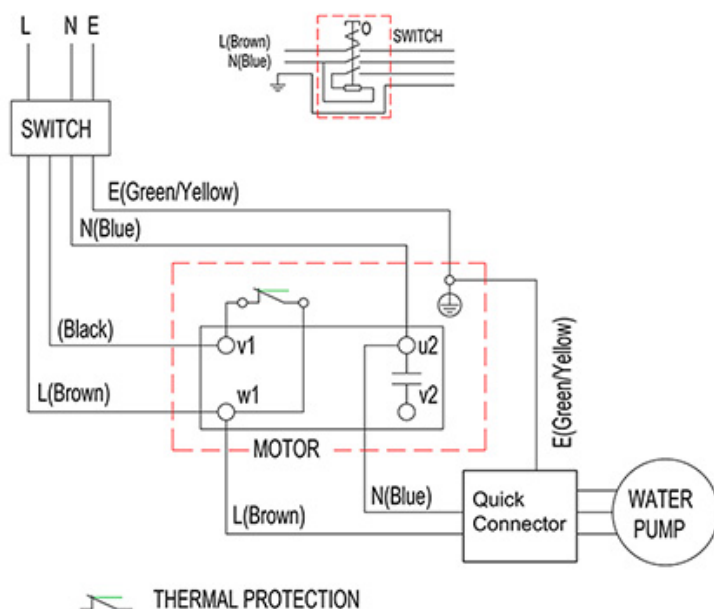 L N E
SWITCH
L(Brown)
N(Blue)
O
SWITCH
E(Green/Yellow)
N(Blue)
(Black)
L(Brown)
v1
u2
w1
v2
MOTOR
E(Green/Yellow)
N(Blue)
L(Brown)
Quick
Connector
WATER
PUMP
THERMAL PROTECTION